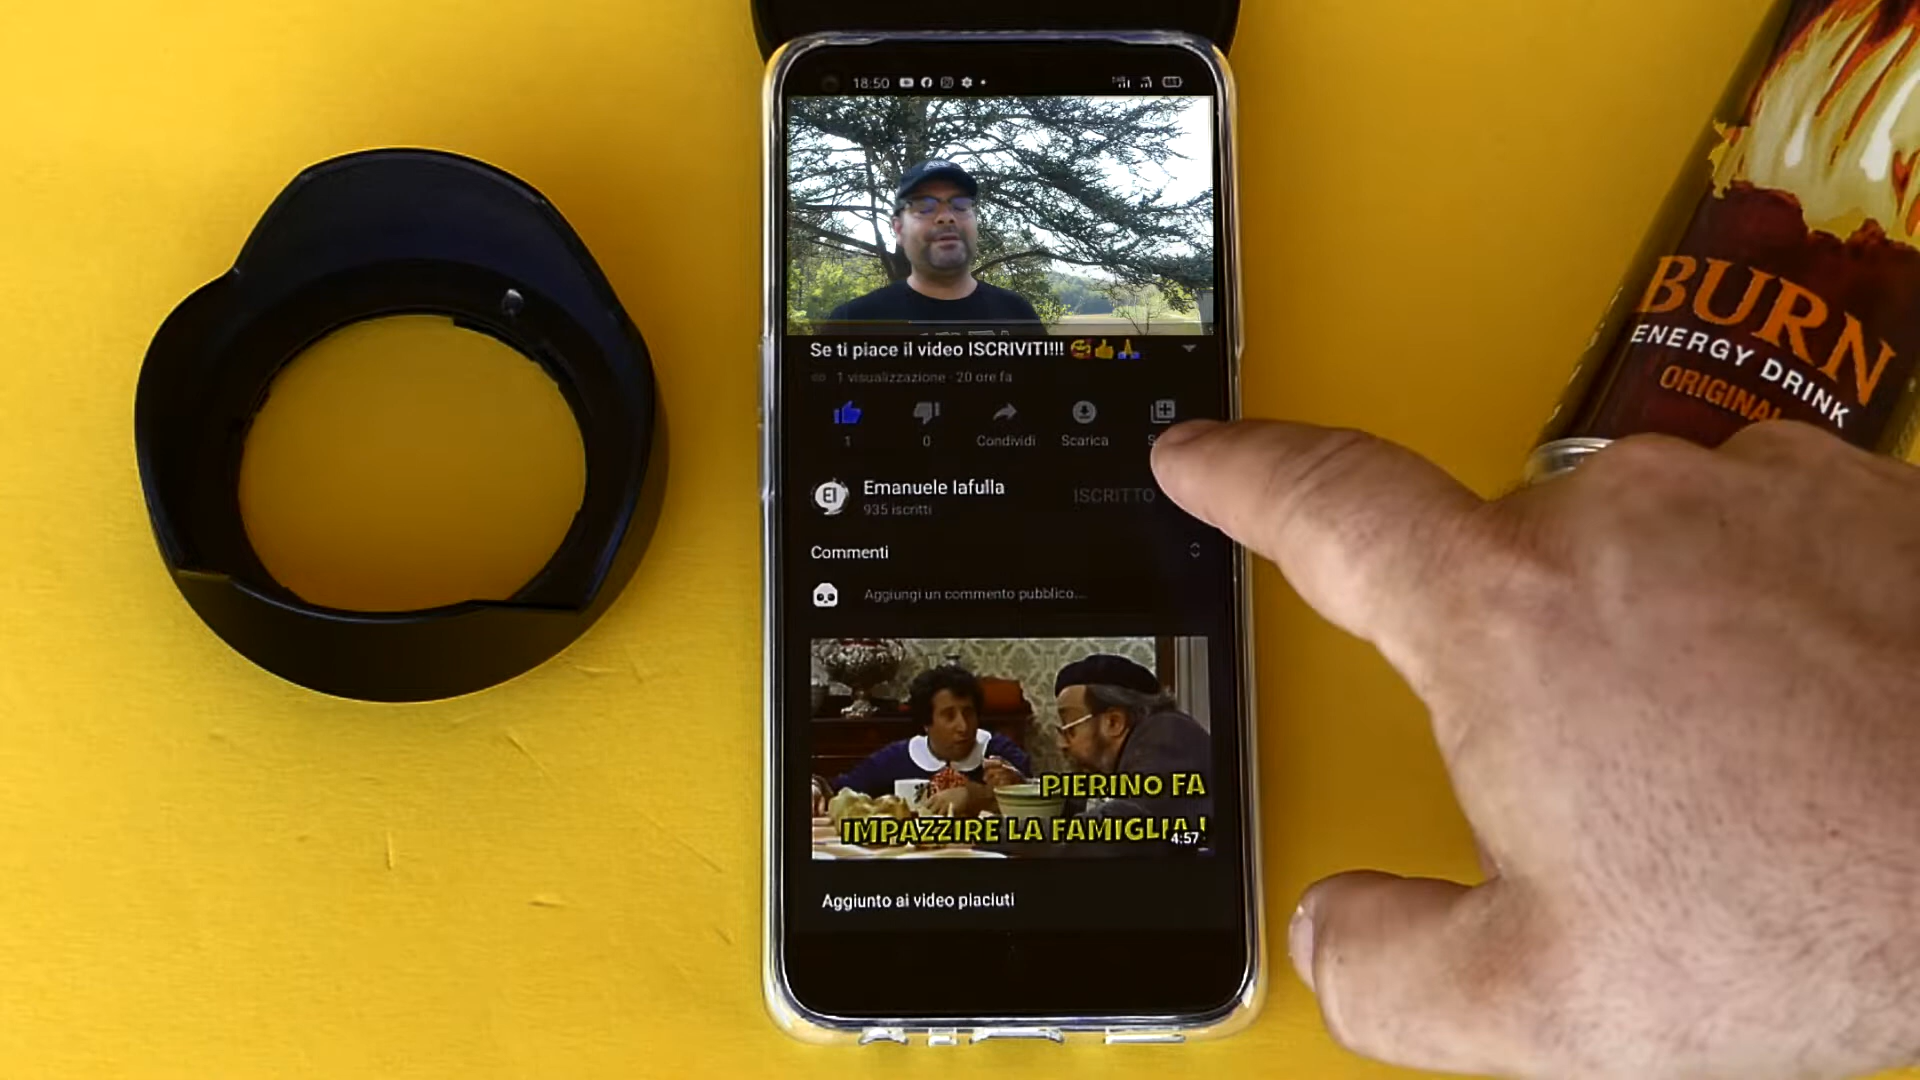 18:50
Se ti piace il video ISCRIVITI!!! 🥰👍🙏
1 visualizzazione · 20 ore fa
1
0
Condividi
Scarica
Emanuele Iafulla
935 iscritti
ISCRITTO
Commenti
Aggiungi un commento pubblico...
PIERINO FA
IMPAZZIRE LA FAMIGLIA!
4:57
Aggiunto ai video piaciuti
BURN
ENERGY DRINK
ORIGINAL